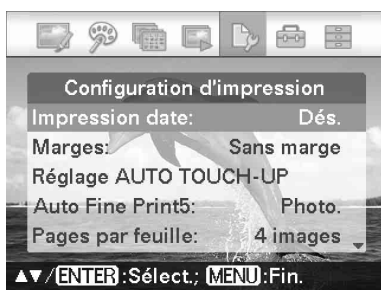 Configuration d'impression
Impression date: Dés.
Marges: Sans marge
Réglage AUTO TOUCH-UP
Auto Fine Print5: Photo.
Pages par feuille: 4 images
▲▼/ENTER:Sélect.; MENU:Fin.